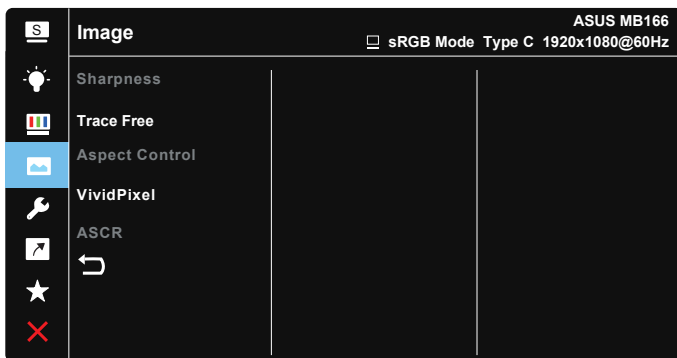 S
Image
ASUS MB166
sRGB Mode Type C 1920x1080@60Hz
Sharpness
Trace Free
Aspect Control
VividPixel
ASCR